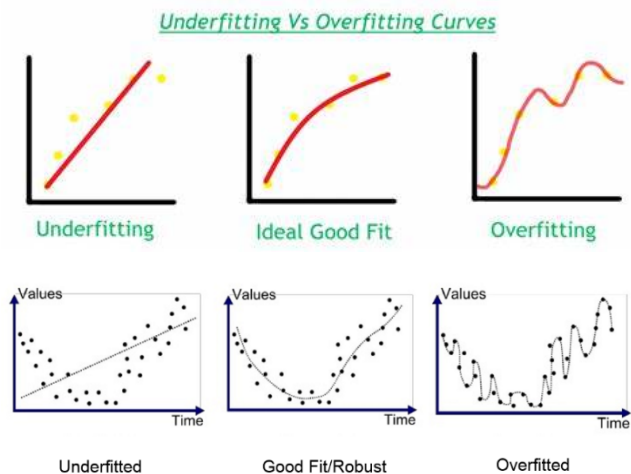 Underfitting Vs Overfitting Curves
Underfitting
Ideal Good Fit
Overfitting
Values
Values
Values
Time
Time
Time
Underfitted
Good Fit/Robust
Overfitted